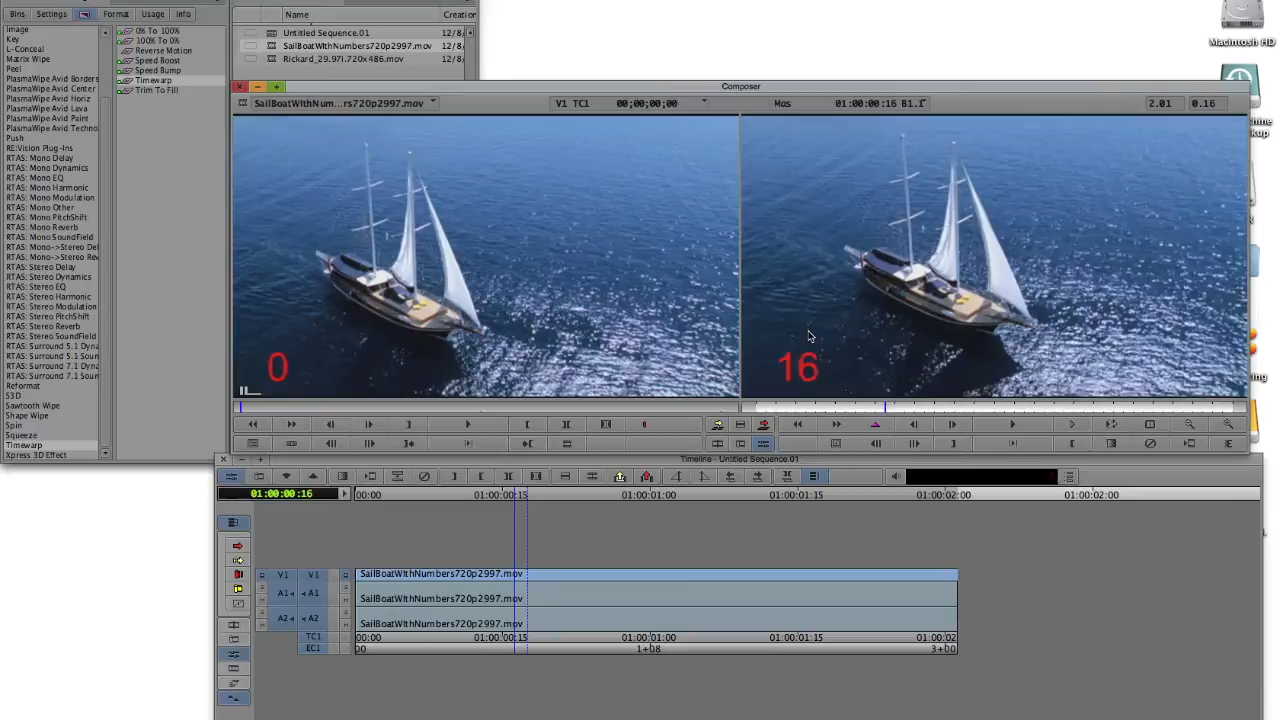 Bins Settings Format Usage Info
Image
Key
L-Conceal
Matrix Wipe
Peel
PlasmaWipe Avid Borders
PlasmaWipe Avid Center
PlasmaWipe Avid Horiz
PlasmaWipe Avid Lava
PlasmaWipe Avid Paint
PlasmaWipe Avid Techno
Push
RE:Vision Plug-Ins
RTAS: Mono Delay
RTAS: Mono Dynamics
RTAS: Mono EQ
RTAS: Mono Harmonic
RTAS: Mono Modulation
RTAS: Mono Other
RTAS: Mono PitchShift
RTAS: Mono Reverb
RTAS: Mono SoundField
RTAS: Mono->Stereo Del
RTAS: Mono->Stereo Rev
RTAS: Stereo Delay
RTAS: Stereo Dynamics
RTAS: Stereo EQ
RTAS: Stereo Harmonic
RTAS: Stereo Modulation
RTAS: Stereo PitchShift
RTAS: Stereo Reverb
RTAS: Stereo SoundField
RTAS: Surround 5.1 Dyna
RTAS: Surround 5.1 Soun
RTAS: Surround 7.1 Dyna
RTAS: Surround 7.1 Soun
Reformat
S3D
Sawtooth Wipe
Shape Wipe
Spin
Squeeze
Timewarp
Xpress 3D Effect
0% To 100%
100% To 0%
Reverse Motion
Speed Boost
Speed Bump
Timewarp
Trim To Fill
Name Creation
Untitled Sequence.01 12/8/
SailBoatWIthNumbers720p2997.mov 12/8/
Rickard_29.97i.720x486.mov 12/8/
Macintosh HD
Composer
SailBoatWIthNum...rs720p2997.mov V1 TC1 00;00;00;00 Mas 01:00:00:16 B1.1 2.01 0.16
0
16
Timeline - Untitled Sequence.01
01:00:00:16
00:00 01:00:00:15 01:00:01:00 01:00:01:15 01:00:02:00 01:00:02:00
V1 V1 SailBoatWIthNumbers720p2997.mov
A1 A1 SailBoatWIthNumbers720p2997.mov
A2 A2 SailBoatWIthNumbers720p2997.mov
TC1 00:00 01:00:00:15 01:00:01:00 01:00:01:15 01:00:02
EC1 00 1+08 3+00